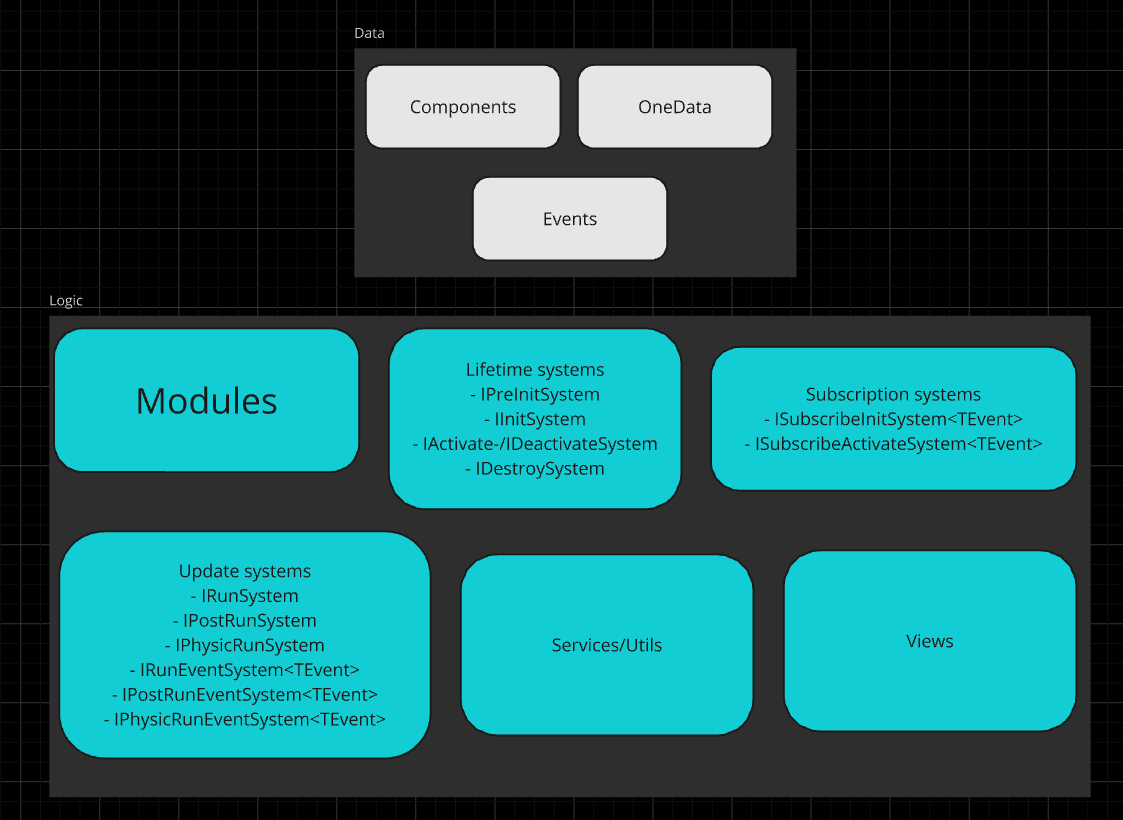 Data
Components
OneData
Events
Logic
Modules
Lifetime systems
- IPreInitSystem
- IInitSystem
- IActivate-/IDeactivateSystem
- IDestroySystem
Subscription systems
- ISubscribeInitSystem<TEvent>
- ISubscribeActivateSystem<TEvent>
Update systems
- IRunSystem
- IPostRunSystem
- IPhysicRunSystem
- IRunEventSystem<TEvent>
- IPostRunEventSystem<TEvent>
- IPhysicRunEventSystem<TEvent>
Services/Utils
Views